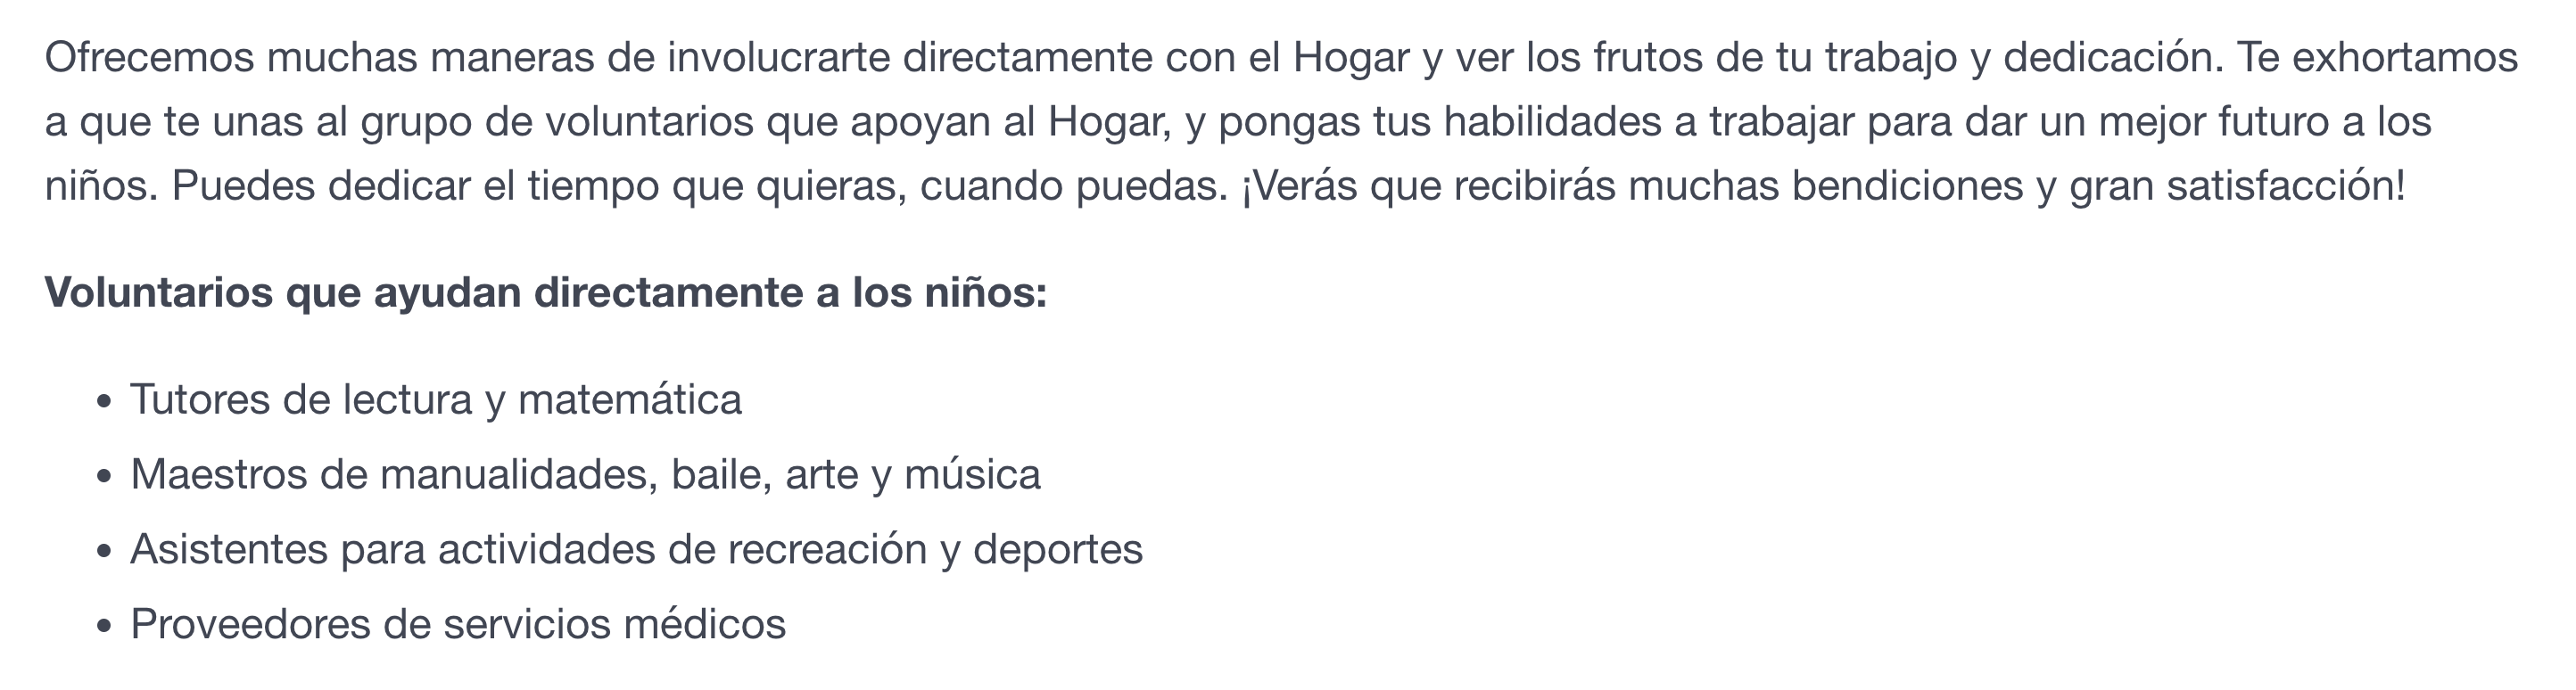 Ofrecemos muchas maneras de involucrarte directamente con el Hogar y ver los frutos de tu trabajo y dedicación. Te exhortamos
a que te unas al grupo de voluntarios que apoyan al Hogar, y pongas tus habilidades a trabajar para dar un mejor futuro a los
niños. Puedes dedicar el tiempo que quieras, cuando puedas. ¡Verás que recibirás muchas bendiciones y gran satisfacción!
Voluntarios que ayudan directamente a los niños:
• Tutores de lectura y matemática
• Maestros de manualidades, baile, arte y música
• Asistentes para actividades de recreación y deportes
• Proveedores de servicios médicos